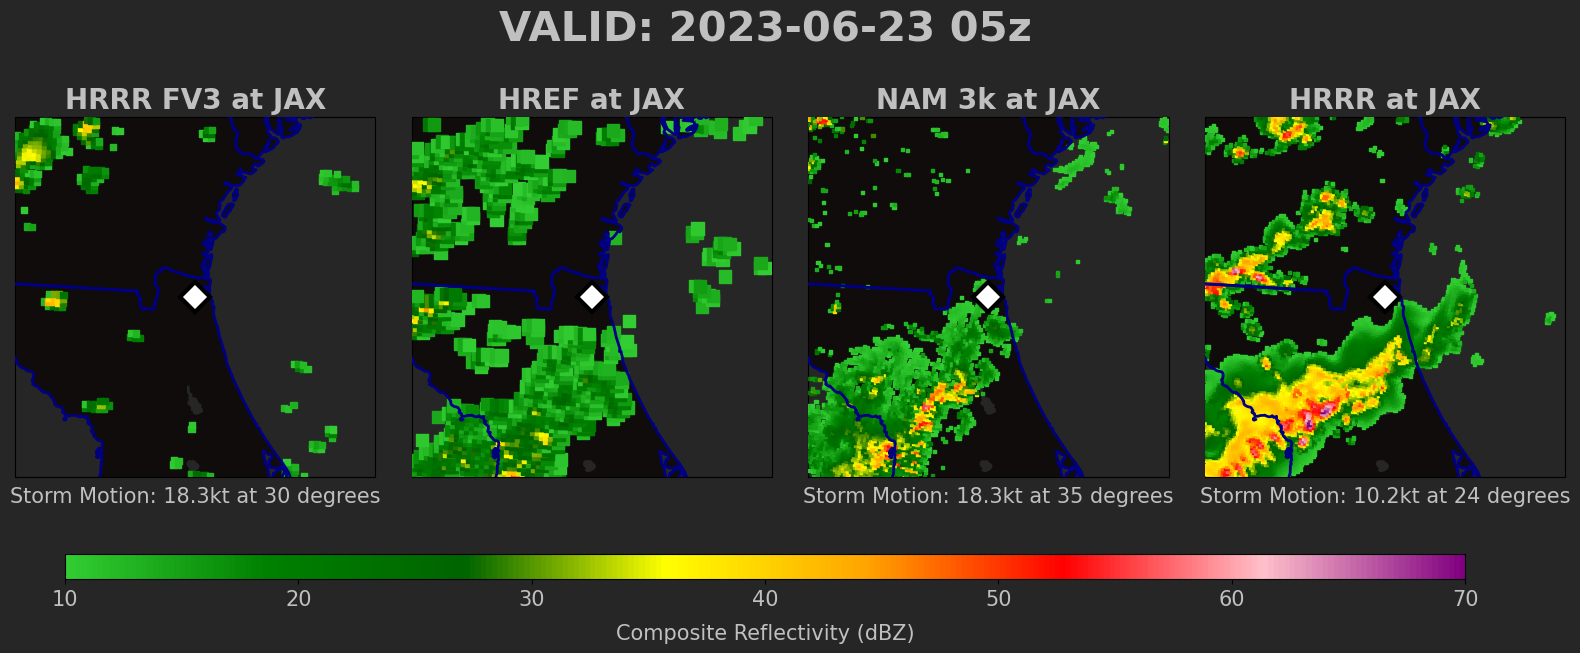 VALID: 2023-06-23 05z
HRRR FV3 at JAX
HREF at JAX
NAM 3k at JAX
HRRR at JAX
Storm Motion: 18.3kt at 30 degrees
Storm Motion: 18.3kt at 35 degrees
Storm Motion: 10.2kt at 24 degrees
10 20 30 40 50 60 70
Composite Reflectivity (dBZ)